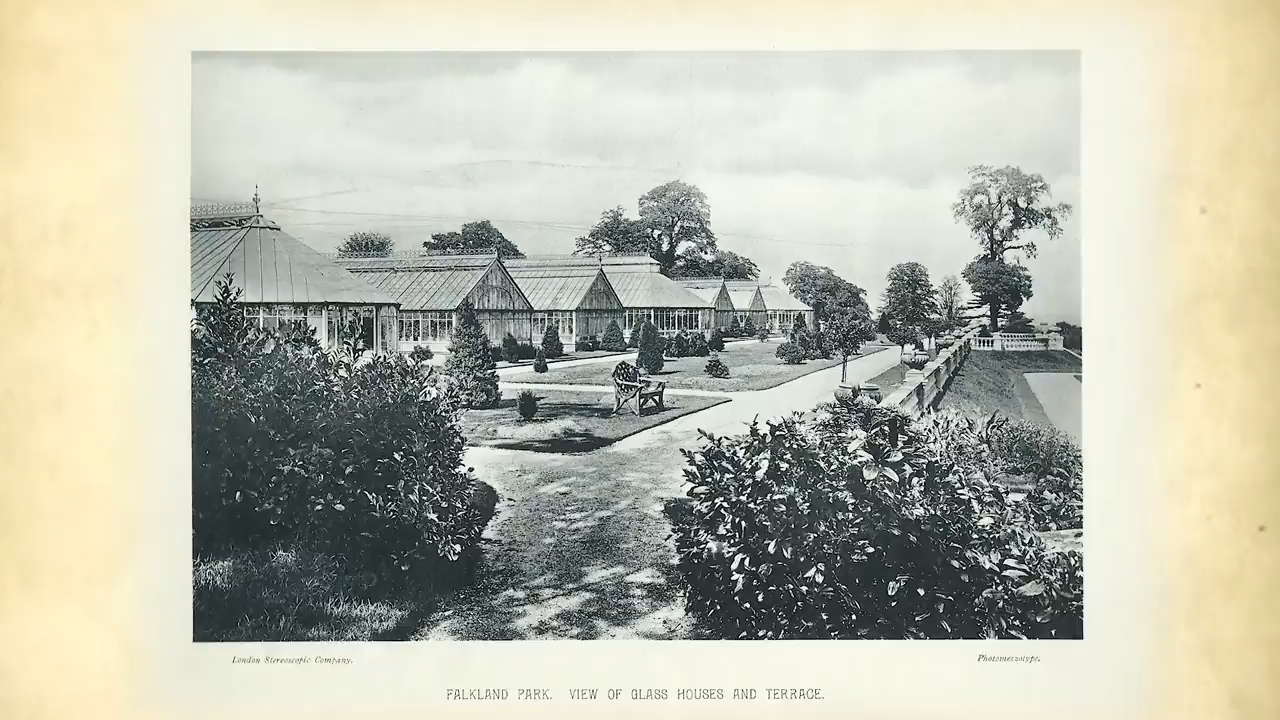 London Stereoscopic Company.
Photomezzotype.
FALKLAND PARK. VIEW OF GLASS HOUSES AND TERRACE.